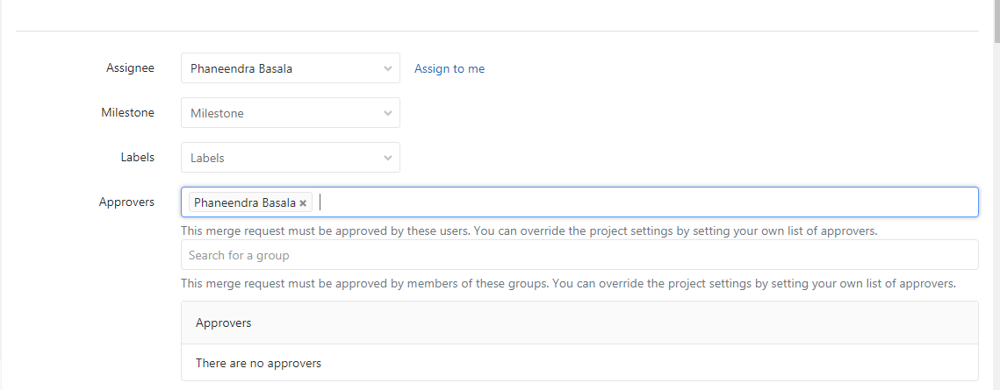 Assignee Phaneendra Basala Assign to me
Milestone Milestone
Labels Labels
Approvers Phaneendra Basala ×
This merge request must be approved by these users. You can override the project settings by setting your own list of approvers.
Search for a group
This merge request must be approved by members of these groups. You can override the project settings by setting your own list of approvers.
Approvers
There are no approvers